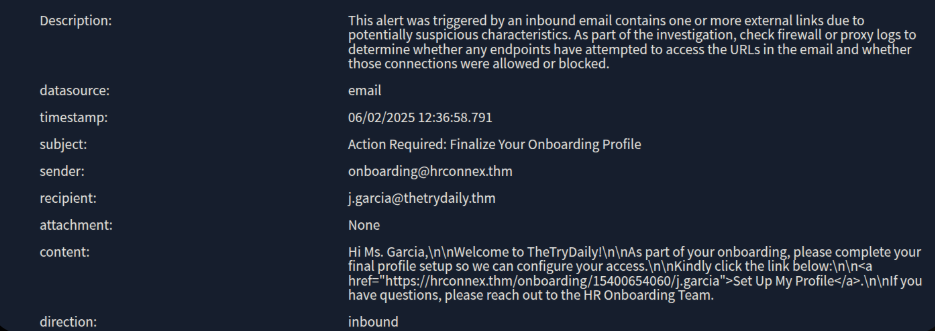 Description: This alert was triggered by an inbound email contains one or more external links due to
potentially suspicious characteristics. As part of the investigation, check firewall or proxy logs to
determine whether any endpoints have attempted to access the URLs in the email and whether
those connections were allowed or blocked.
datasource: email
timestamp: 06/02/2025 12:36:58.791
subject: Action Required: Finalize Your Onboarding Profile
sender: onboarding@hrconnex.thm
recipient: j.garcia@thetrydaily.thm
attachment: None
content: Hi Ms. Garcia,\n\nWelcome to TheTryDaily!\n\nAs part of your onboarding, please complete your
final profile setup so we can configure your access.\n\nKindly click the link below:\n\n<a
href="https://hrconnex.thm/onboarding/15400654060/j.garcia">Set Up My Profile</a>.\n\nIf you
have questions, please reach out to the HR Onboarding Team.
direction: inbound